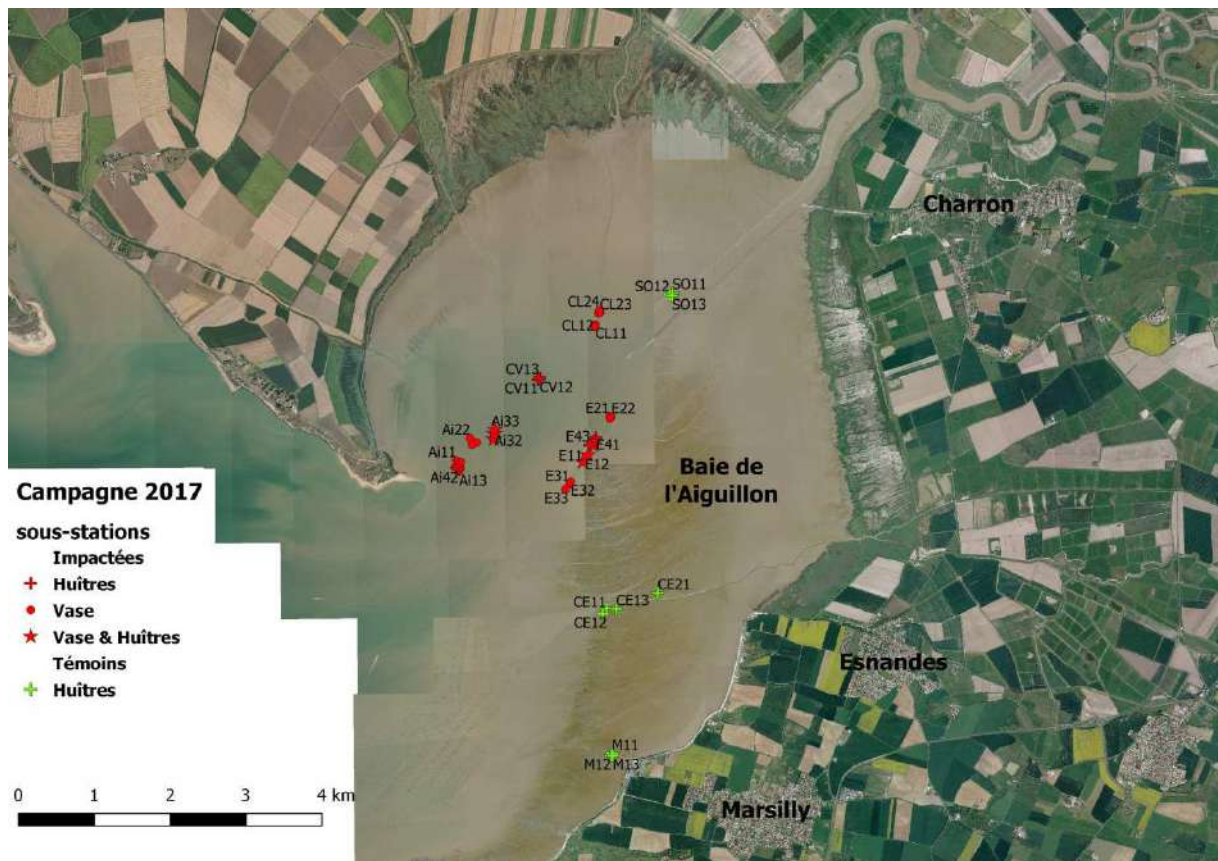 Charron
SO12 SO11
SO13
CL24 CL23
CL12
CL11
CV13
CV11 CV12
E21 E22
Ai33
Ai22
Ai32
E43
E41
E11
E12
Ai11
Ai42
Ai13
E31
E32
E33
Baie de
l'Aiguillon
Campagne 2017
sous-stations
Impactées
Huîtres
Vase
Vase & Huîtres
Témoins
Huîtres
CE21
CE11
CE13
CE12
Esnandes
M11
M12 M13
Marsilly
0 1 2 3 4 km